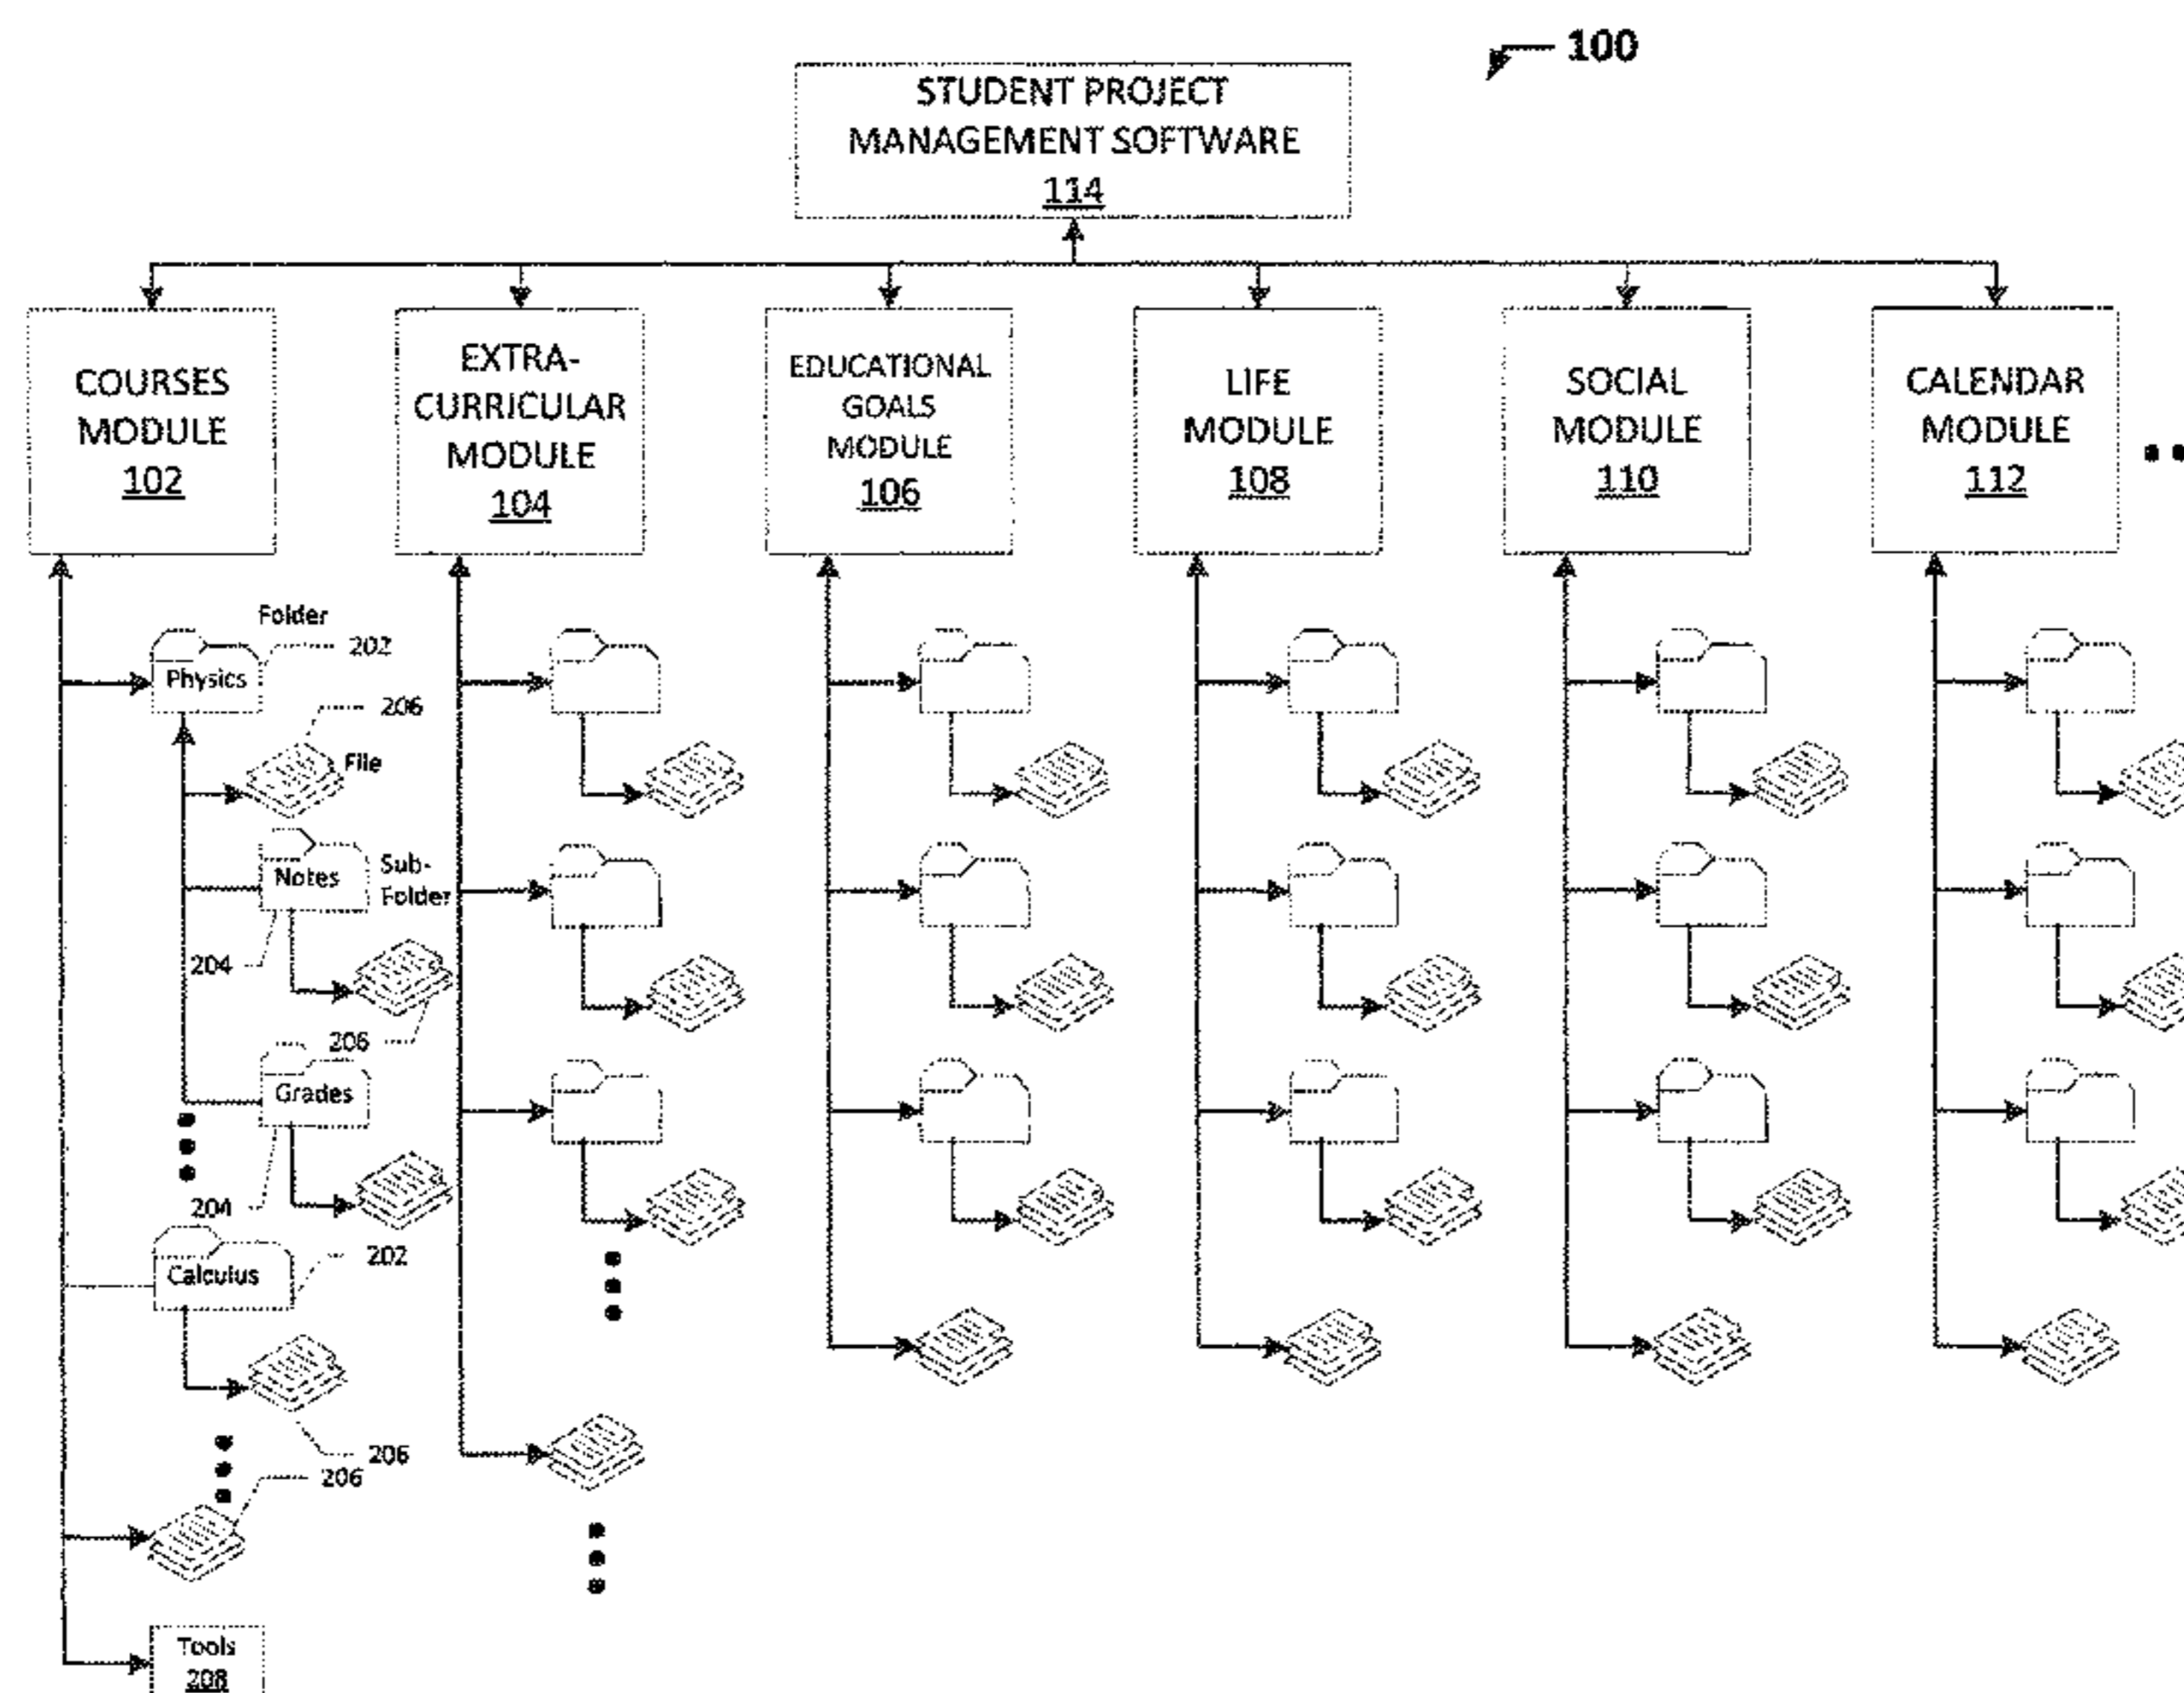 100
STUDENT PROJECT
MANAGEMENT SOFTWARE
114
COURSES
MODULE
102
EXTRA-
CURRICULAR
MODULE
104
EDUCATIONAL
GOALS
MODULE
106
LIFE
MODULE
108
SOCIAL
MODULE
110
CALENDAR
MODULE
112
Folder
202
Physics
206
File
Notes
Sub-
Folder
204
206
Grades
204
202
Calculus
206
206
Tools
208